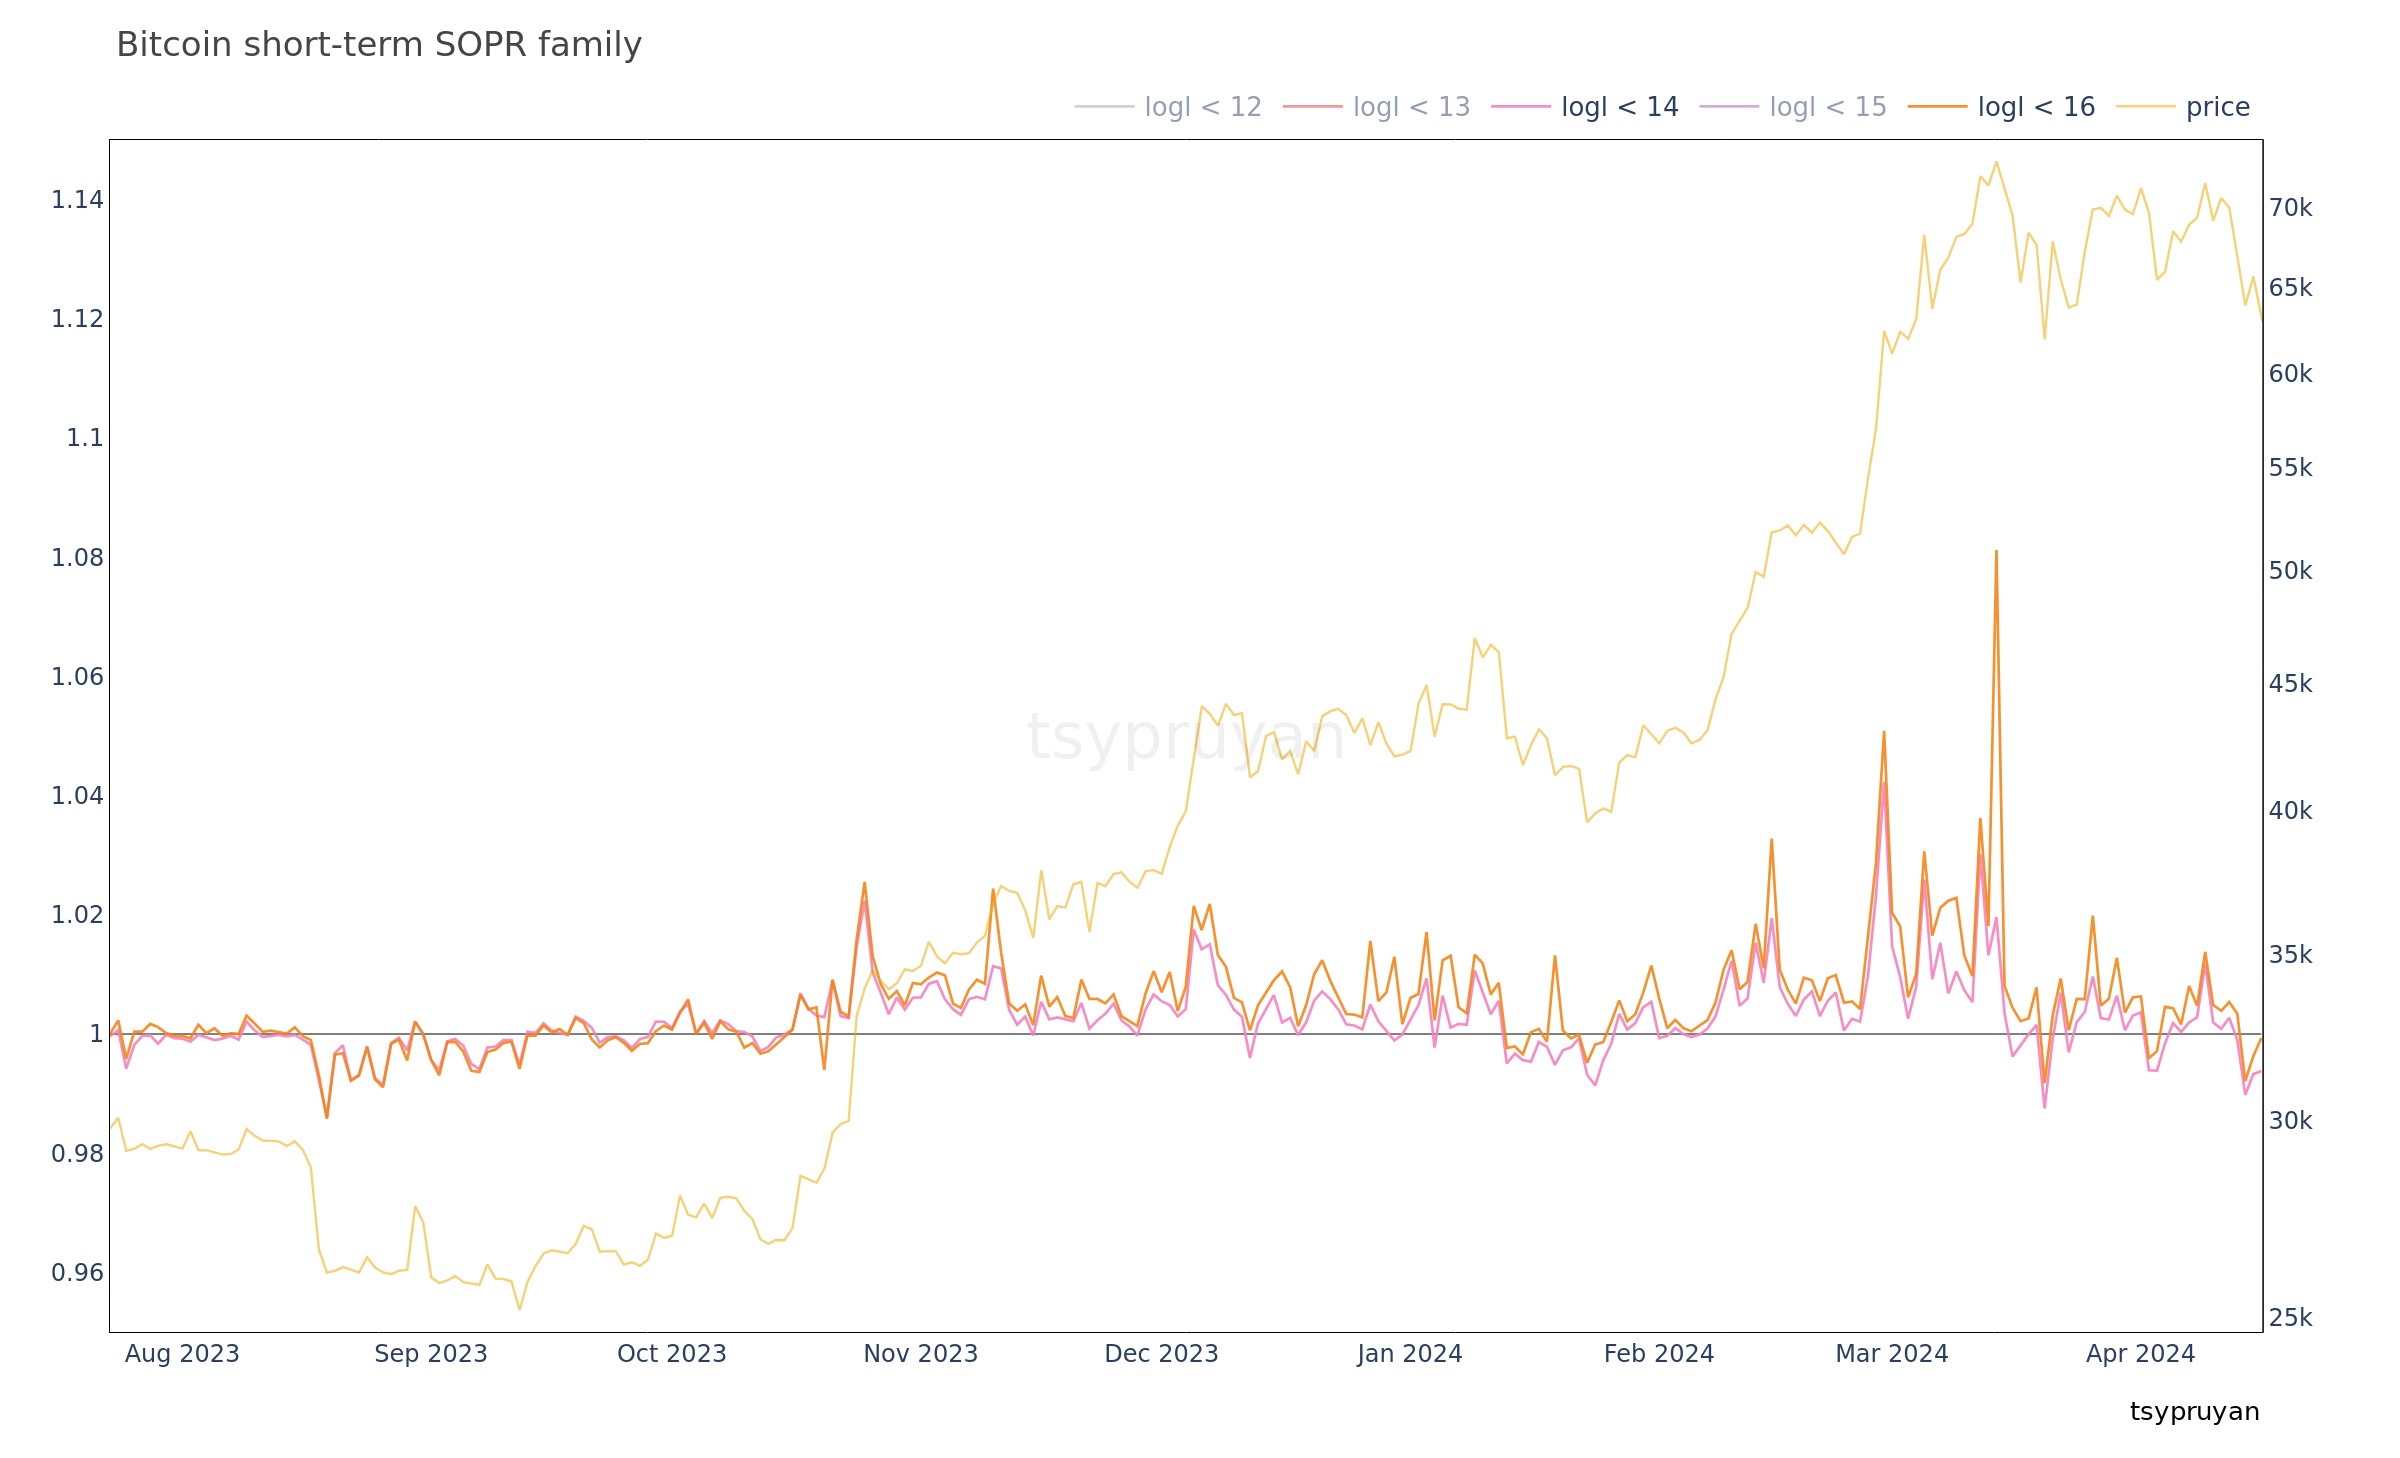 Bitcoin short-term SOPR family
logl < 12 logl < 13 logl < 14 logl < 15 logl < 16 price
1.14
1.12
1.1
1.08
1.06
1.04
1.02
1
0.98
0.96
70k
65k
60k
55k
50k
45k
40k
35k
30k
25k
tsypruyan
Aug 2023 Sep 2023 Oct 2023 Nov 2023 Dec 2023 Jan 2024 Feb 2024 Mar 2024 Apr 2024
tsypruyan